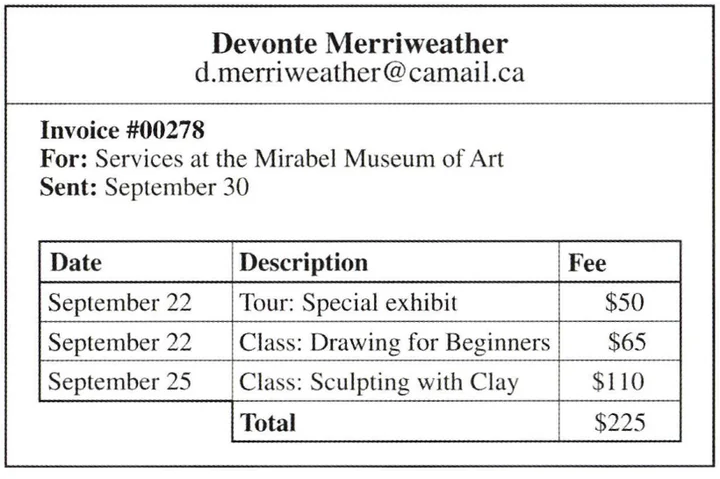 Devonte Merriweather
d.merriweather@camail.ca
Invoice #00278
For: Services at the Mirabel Museum of Art
Sent: September 30
Date Description Fee
September 22 Tour: Special exhibit $50
September 22 Class: Drawing for Beginners $65
September 25 Class: Sculpting with Clay $110
Total $225